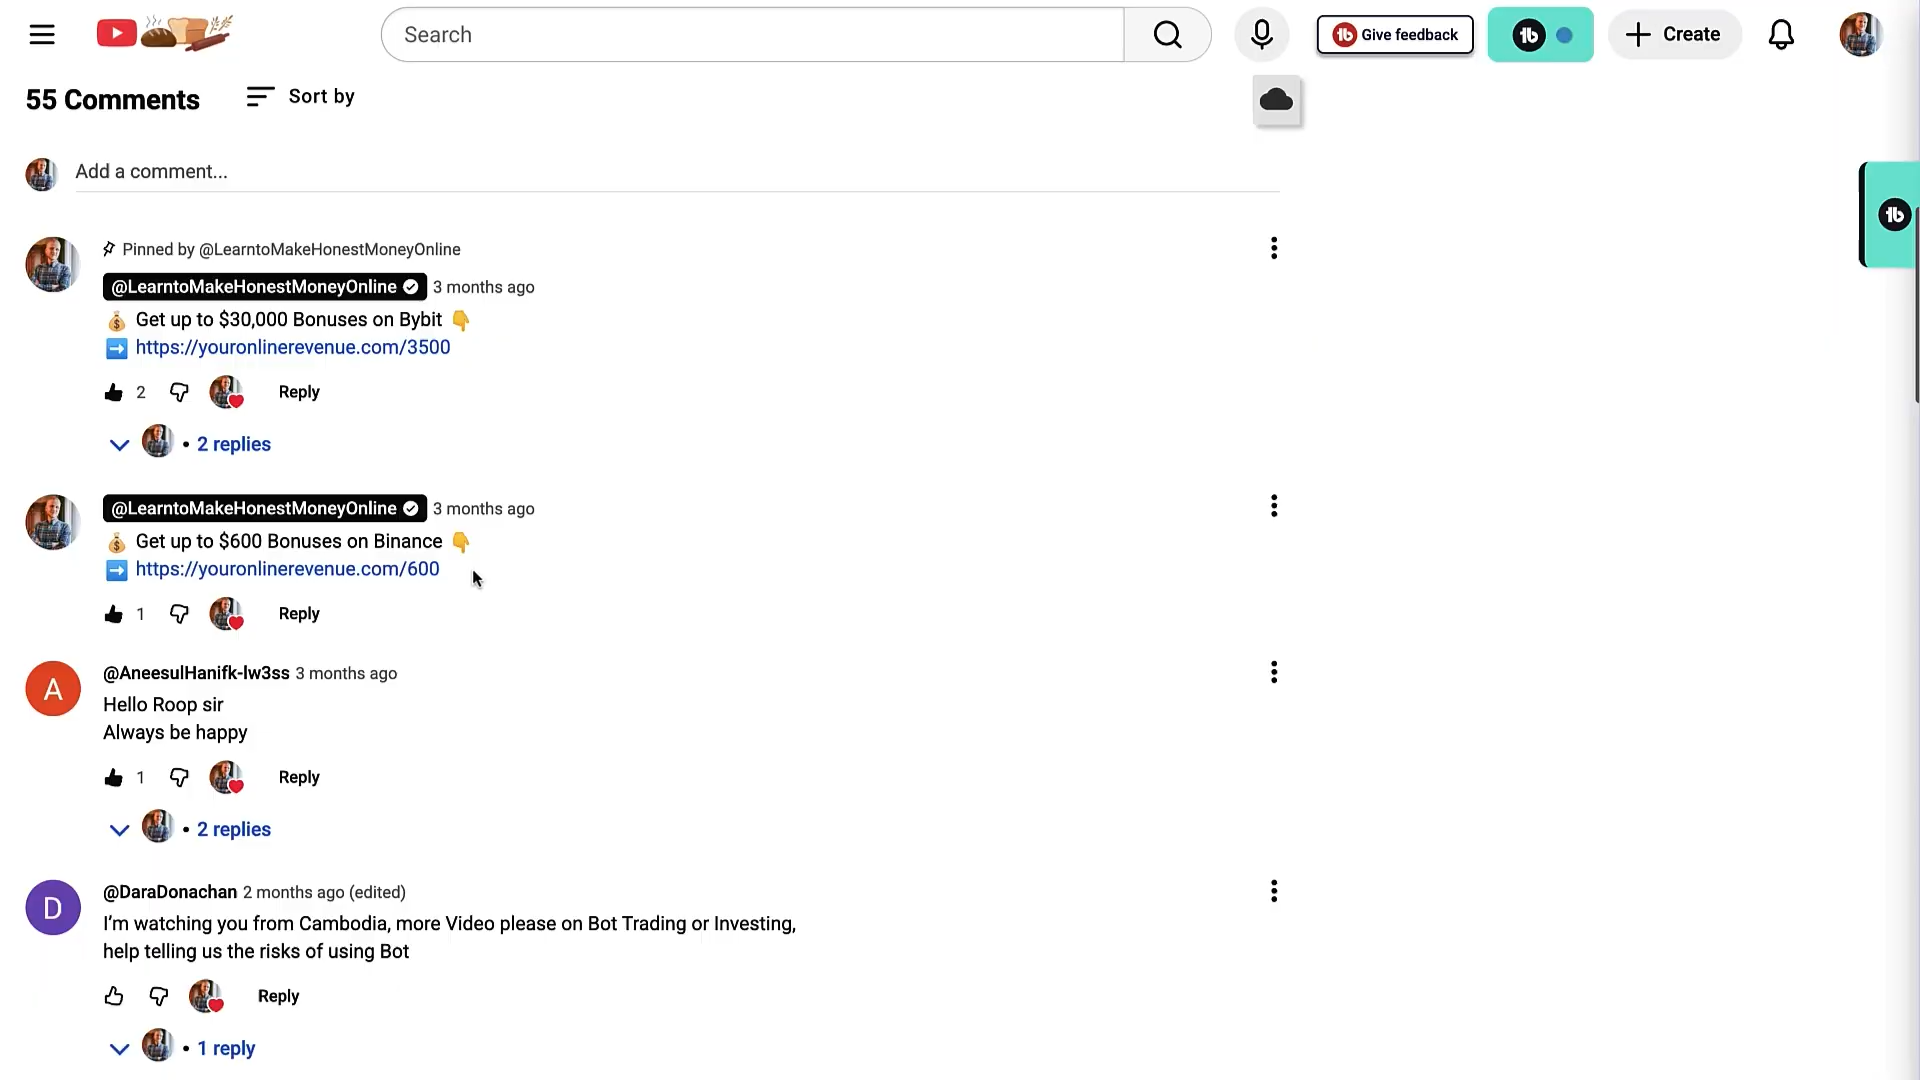 Search
Give feedback
Create
55 Comments
Sort by
Add a comment...
Pinned by @LearntoMakeHonestMoneyOnline
@LearntoMakeHonestMoneyOnline 3 months ago
Get up to $30,000 Bonuses on Bybit
https://youronlinerevenue.com/3500
2
Reply
• 2 replies
@LearntoMakeHonestMoneyOnline 3 months ago
Get up to $600 Bonuses on Binance
https://youronlinerevenue.com/600
1
Reply
A
@AneesulHanifk-lw3ss 3 months ago
Hello Roop sir
Always be happy
1
Reply
• 2 replies
D
@DaraDonachan 2 months ago (edited)
I’m watching you from Cambodia, more Video please on Bot Trading or Investing,
help telling us the risks of using Bot
Reply
• 1 reply